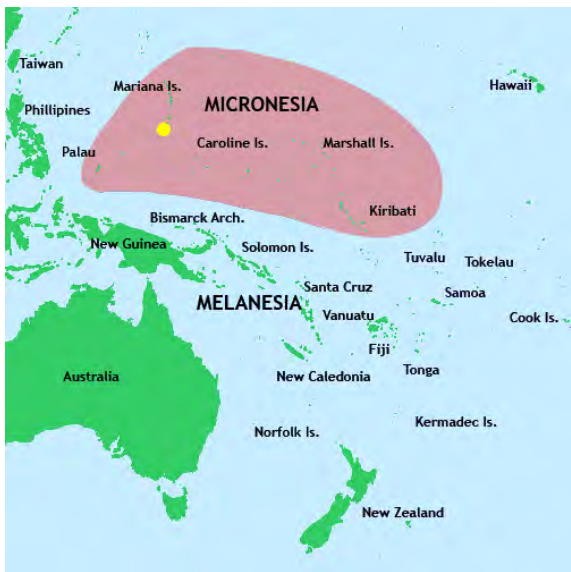 Taiwan
Hawaii
Mariana Is.
MICRONESIA
Phillipines
Caroline Is.
Marshall Is.
Palau
Kiribati
Bismarck Arch.
New Guinea
Solomon Is.
Tuvalu
Tokelau
Santa Cruz
Samoa
MELANESIA
Vanuatu
Cook Is.
Fiji
Tonga
Australia
New Caledonia
Kermadec Is.
Norfolk Is.
New Zealand